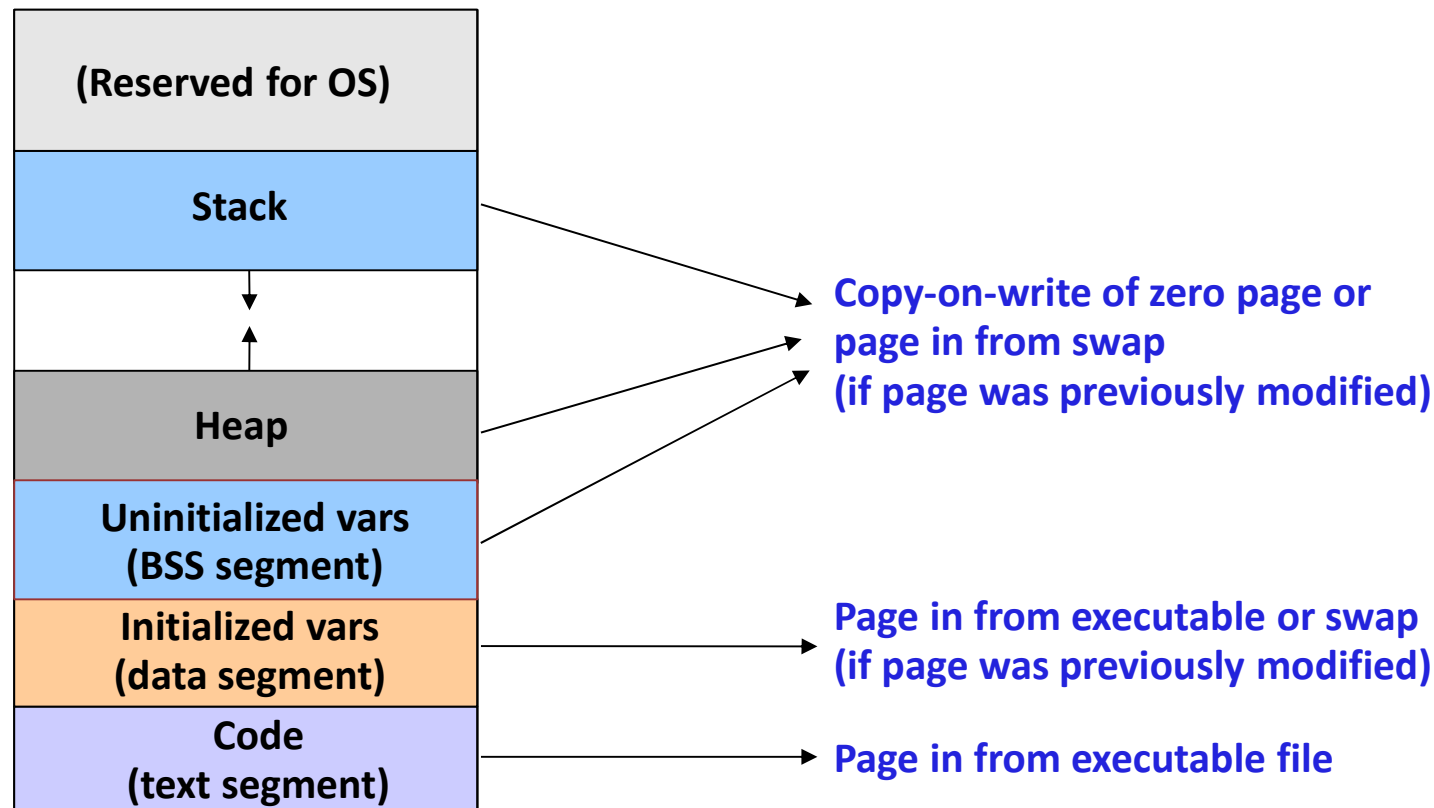 (Reserved for OS)
Stack
Heap
Uninitialized vars
(BSS segment)
Initialized vars
(data segment)
Code
(text segment)
Copy-on-write of zero page or
page in from swap
(if page was previously modified)
Page in from executable or swap
(if page was previously modified)
Page in from executable file